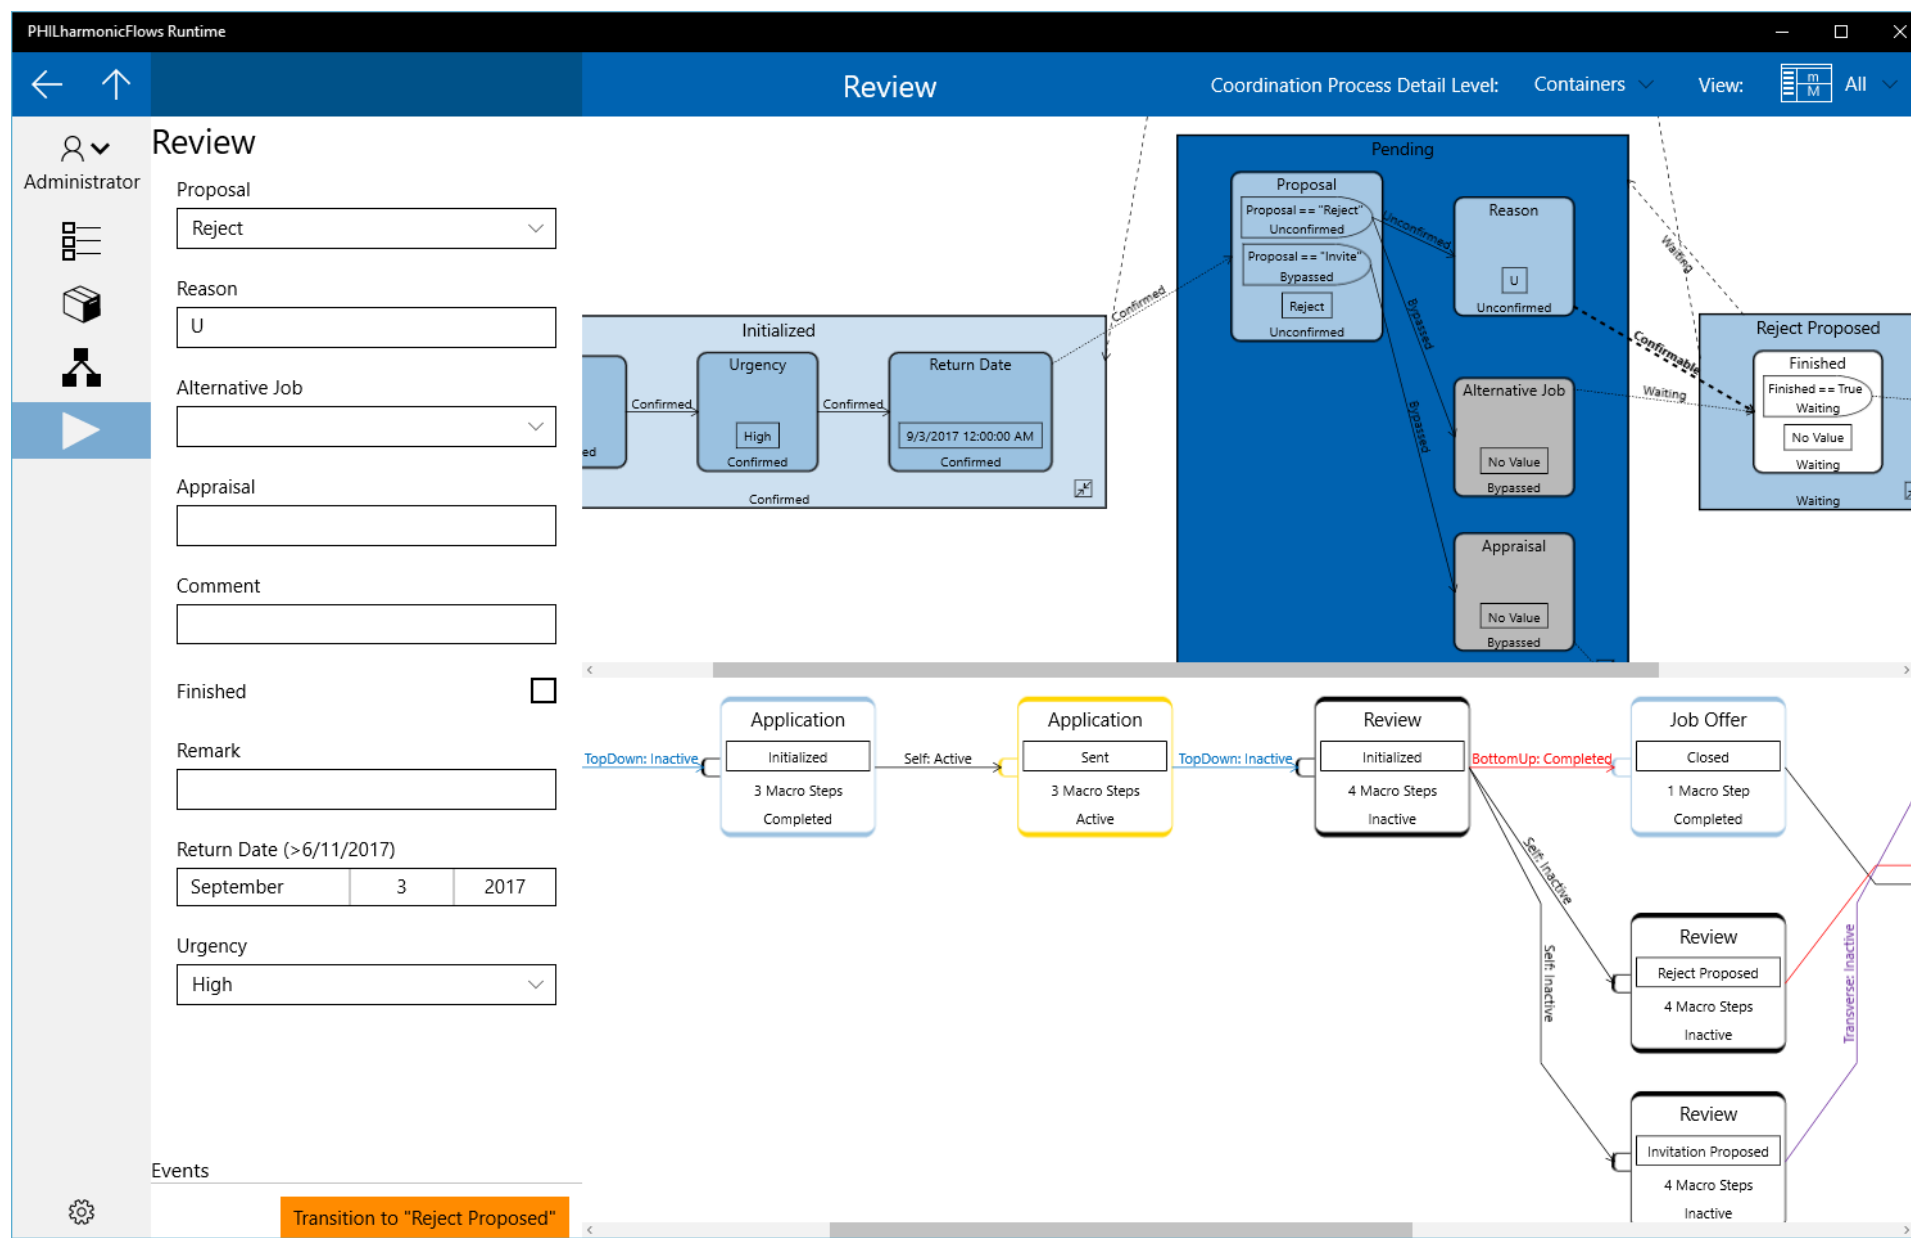 PHILharmonicFlows Runtime
Review
Coordination Process Detail Level:
Containers
View:
m
M
All
Administrator
Review
Proposal
Reject
Reason
U
Alternative Job
Appraisal
Comment
Finished
Remark
Return Date (>6/11/2017)
September 3 2017
Urgency
High
Events
Transition to "Reject Proposed"
Initialized
ed
Confirmed
Urgency
High
Confirmed
Confirmed
Return Date
9/3/2017 12:00:00 AM
Confirmed
Confirmed
Confirmed
Pending
Proposal
Proposal == "Reject"
Unconfirmed
Proposal == "Invite"
Bypassed
Reject
Unconfirmed
Unconfirmed
Bypassed
Bypassed
Reason
U
Unconfirmed
Alternative Job
No Value
Bypassed
Appraisal
No Value
Bypassed
Waiting
Confirmable
Waiting
Reject Proposed
Finished
Finished == True
Waiting
No Value
Waiting
Waiting
TopDown: Inactive
Application
Initialized
3 Macro Steps
Completed
Self: Active
Application
Sent
3 Macro Steps
Active
TopDown: Inactive
Review
Initialized
4 Macro Steps
Inactive
BottomUp: Completed
Job Offer
Closed
1 Macro Step
Completed
Self: Inactive
Self: Inactive
Review
Reject Proposed
4 Macro Steps
Inactive
Transverse: Inactive
Review
Invitation Proposed
4 Macro Steps
Inactive